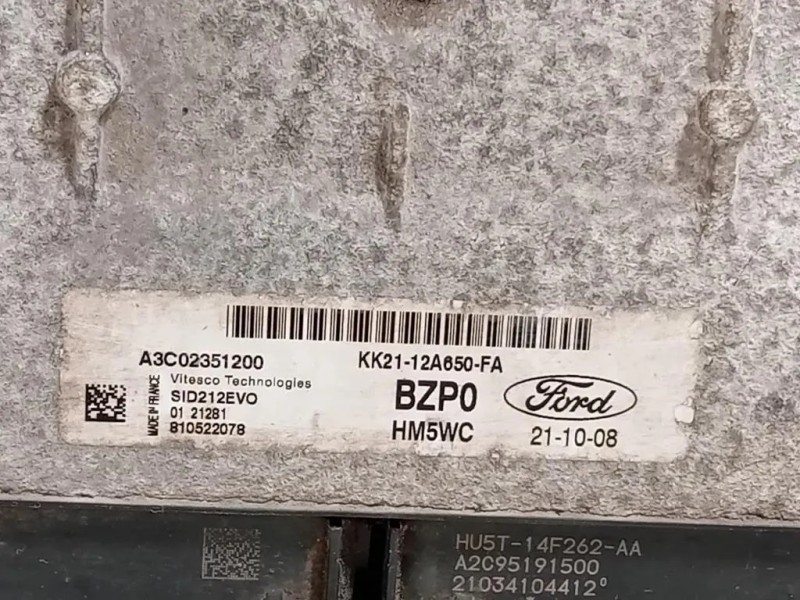 A3C02351200
KK21-12A650-FA
MADE IN FRANCE
Vitesco Technologies
SID212EVO
01 21281
810522078
BZP0
HM5WC
Ford
21-10-08
HU5T-14F262-AA
A2C95191500
21034104412°